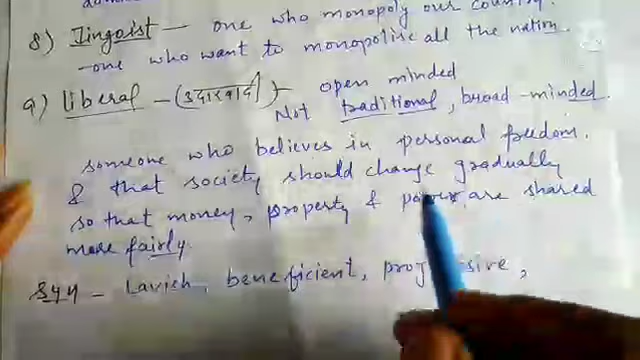 8) Jingoist - one who monopoly our country.
- one who want to monopolise all the nation.
9) liberal - (उदारवादी) - open minded
Not traditional, broad-minded.
someone who believes in personal freedom.
& that society should change gradually
so that money, property & power are shared
more fairly.
Syn - Lavish, beneficient, progressive,